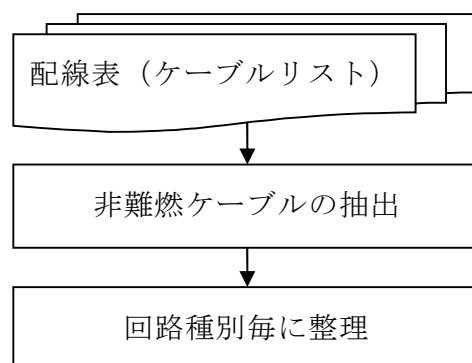 配線表（ケーブルリスト）
非難燃ケーブルの抽出
回路種別毎に整理